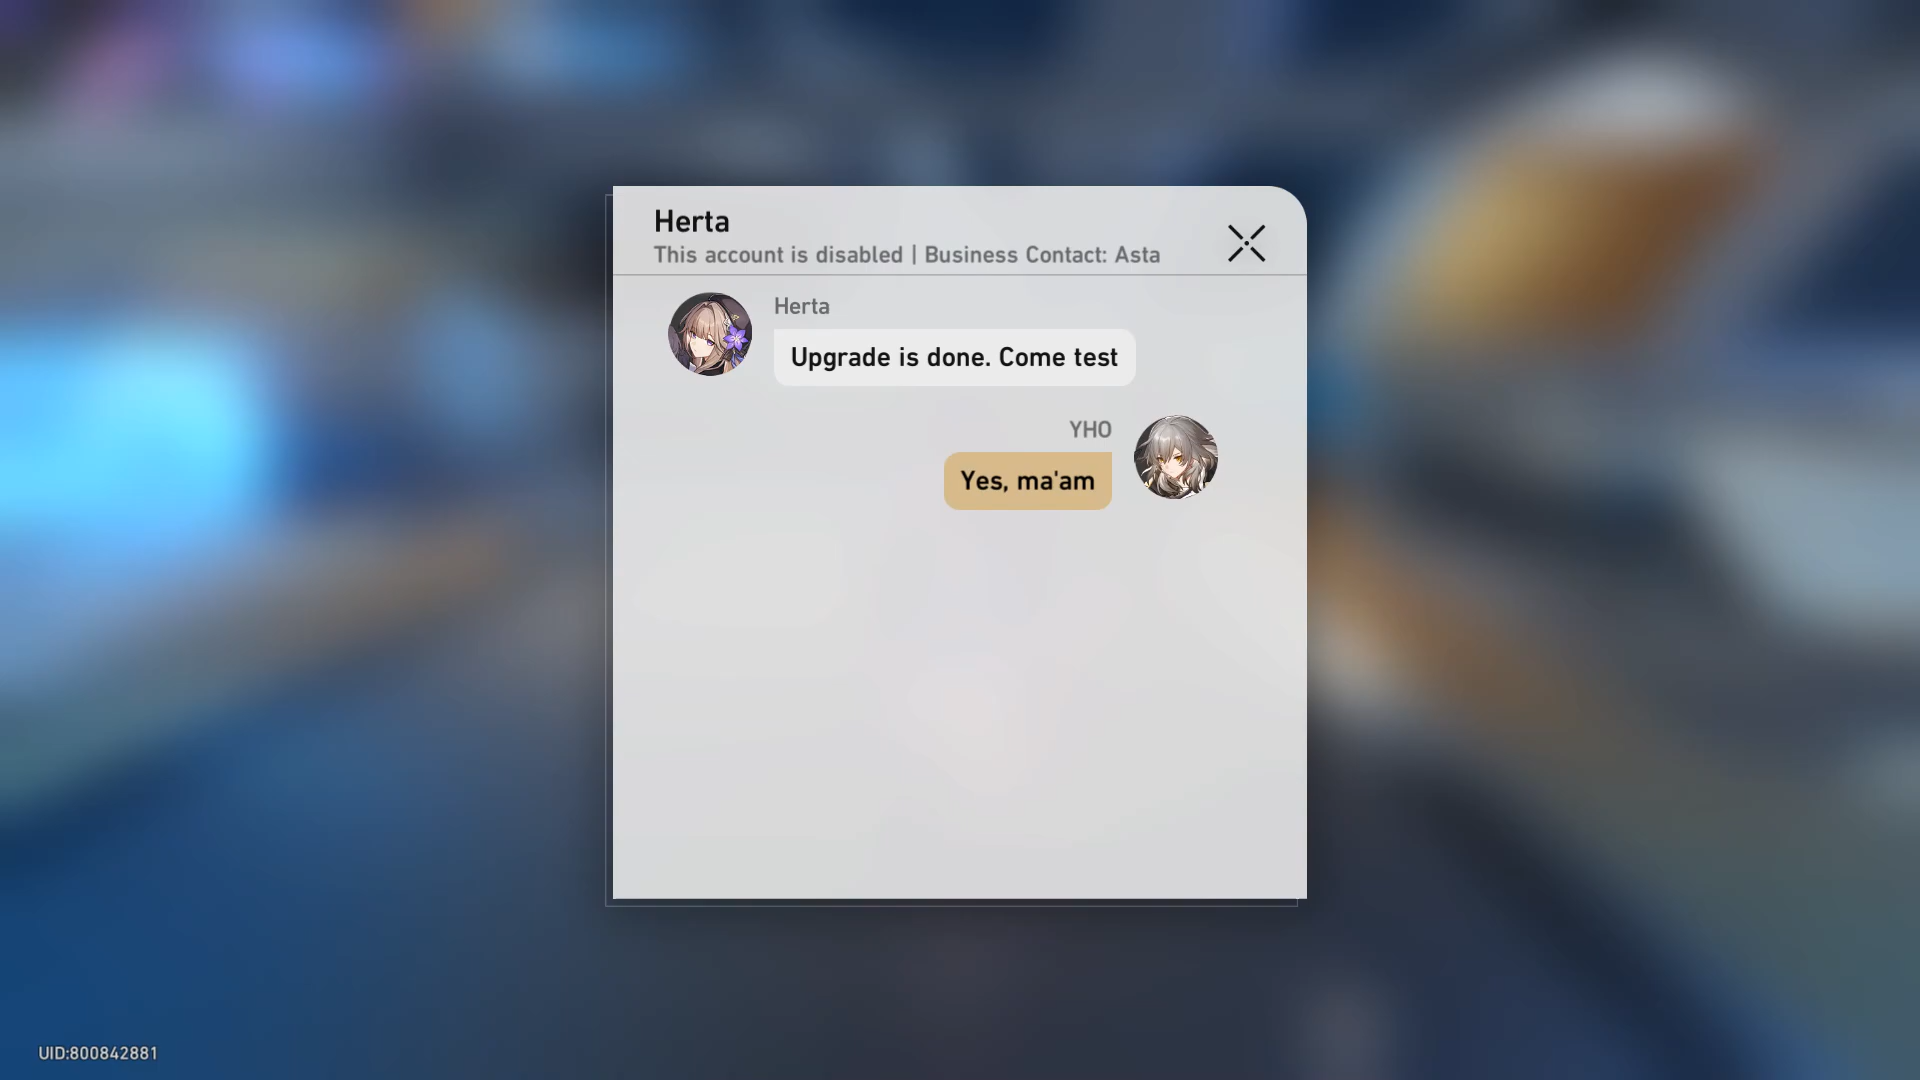 Herta
This account is disabled | Business Contact: Asta
Herta
Upgrade is done. Come test
YHO
Yes, ma'am
UID:800842881